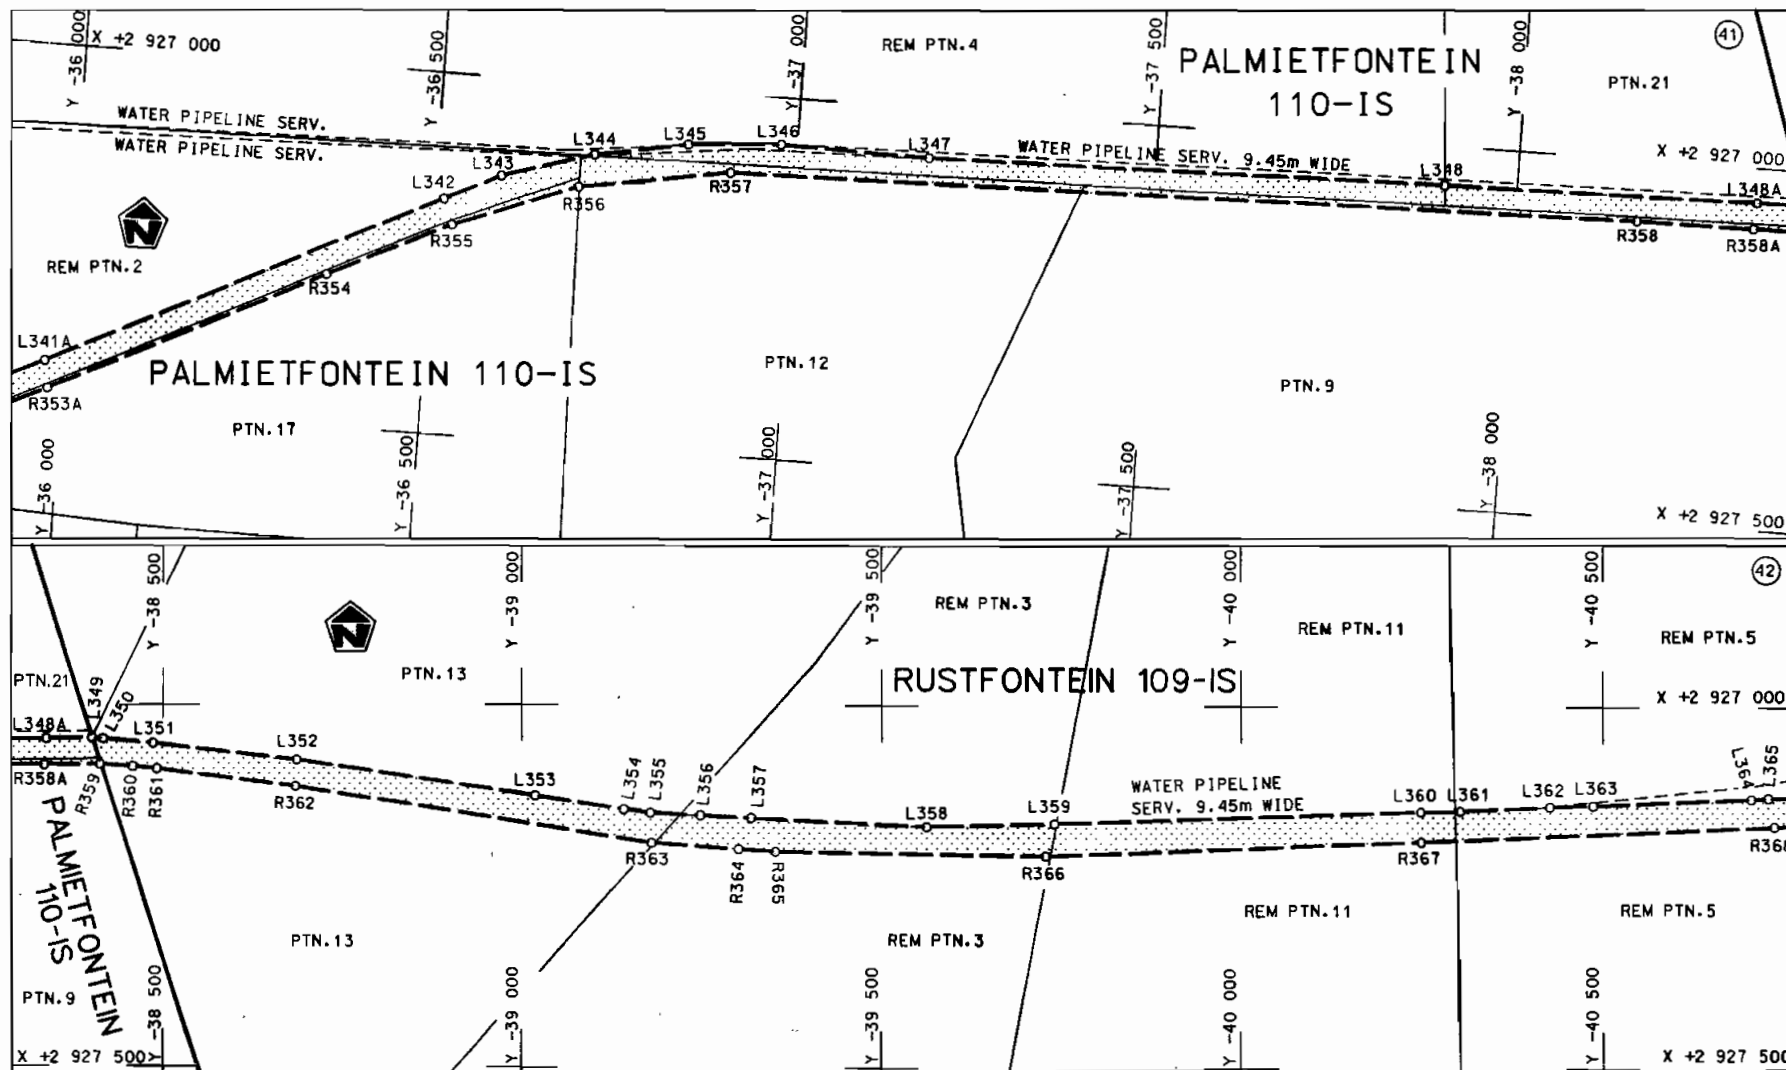 Y -36 000
X +2 927 000
Y -36 500
Y -37 000
REM PTN.4
Y -37 500
PALMIETFONTEIN
110-IS
Y -38 000
PTN.21
41
WATER PIPELINE SERV.
WATER PIPELINE SERV.
L342
L343
L344
L345
L346
L347
WATER PIPELINE SERV. 9.45m WIDE
L348
X +2 927 000
L348A
N
REM PTN.2
R354
R355
R356
R357
R358
R358A
L341A
R353A
PALMIETFONTEIN 110-IS
PTN.12
PTN.9
PTN.17
Y -36 000
Y -36 500
Y -37 000
Y -37 500
Y -38 000
X +2 927 500
Y -38 500
Y -39 000
Y -39 500
REM PTN.3
Y -40 000
REM PTN.11
Y -40 500
REM PTN.5
42
N
PTN.21
PTN.13
RUSTFONTEIN 109-IS
X +2 927 000
L348A
L349
L350
L351
L352
L353
L354
L355
L356
L357
L358
L359
WATER PIPELINE
SERV. 9.45m WIDE
L360
L361
L362
L363
L364
L365
R358A
R359
R360
R361
R362
R363
R364
R365
R366
R367
R368
PALMIETFONTEIN
110-IS
PTN.9
PTN.13
REM PTN.3
REM PTN.11
REM PTN.5
X +2 927 500
Y -38 500
Y -39 000
Y -39 500
Y -40 000
Y -40 500
X +2 927 500